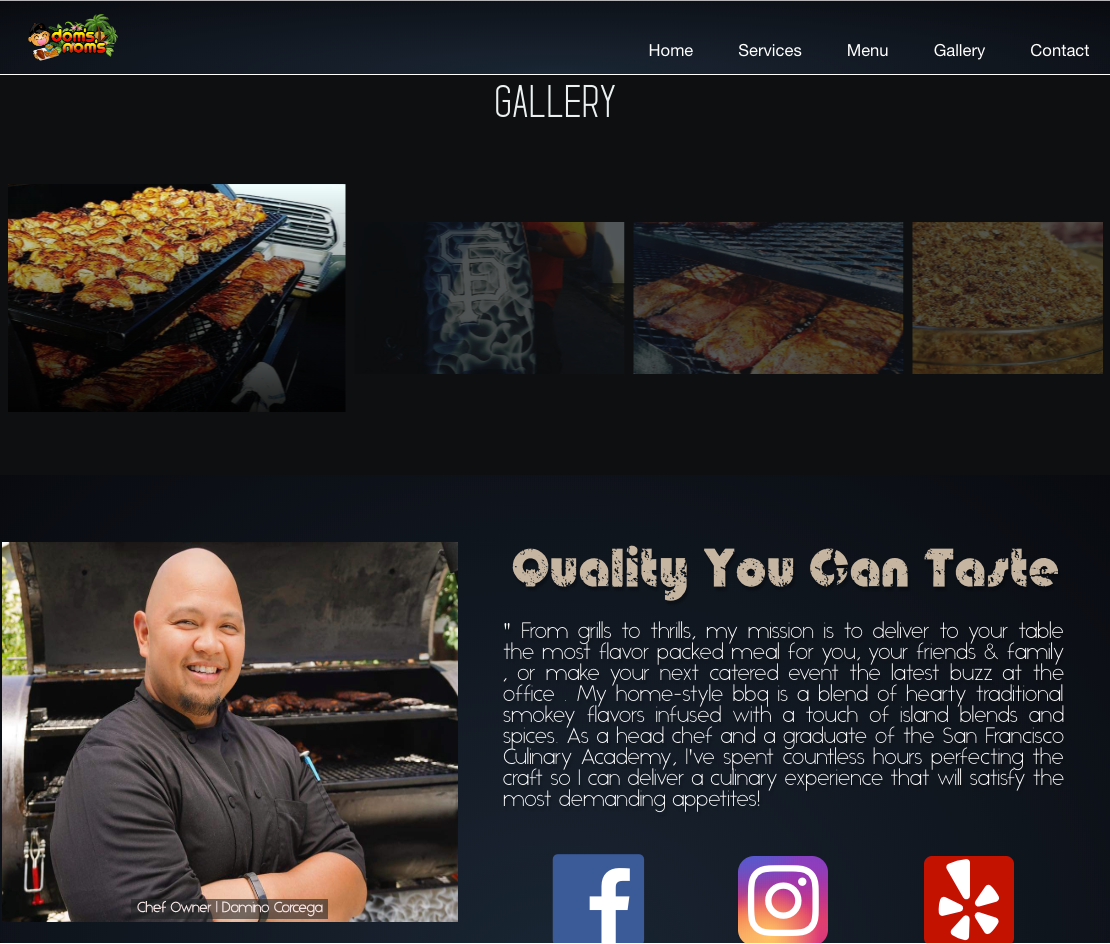 dom's
noms
Home Services Menu Gallery Contact
GALLERY
SF
Quality You Can Taste
" From grills to thrills, my mission is to deliver to your table
the most flavor packed meal for you, your friends & family
, or make your next catered event the latest buzz at the
office . My home-style bbq is a blend of hearty traditional
smokey flavors infused with a touch of island blends and
spices. As a head chef and a graduate of the San Francisco
Culinary Academy, I've spent countless hours perfecting the
craft so I can deliver a culinary experience that will satisfy the
most demanding appetites!
Chef Owner | Domino Corcega